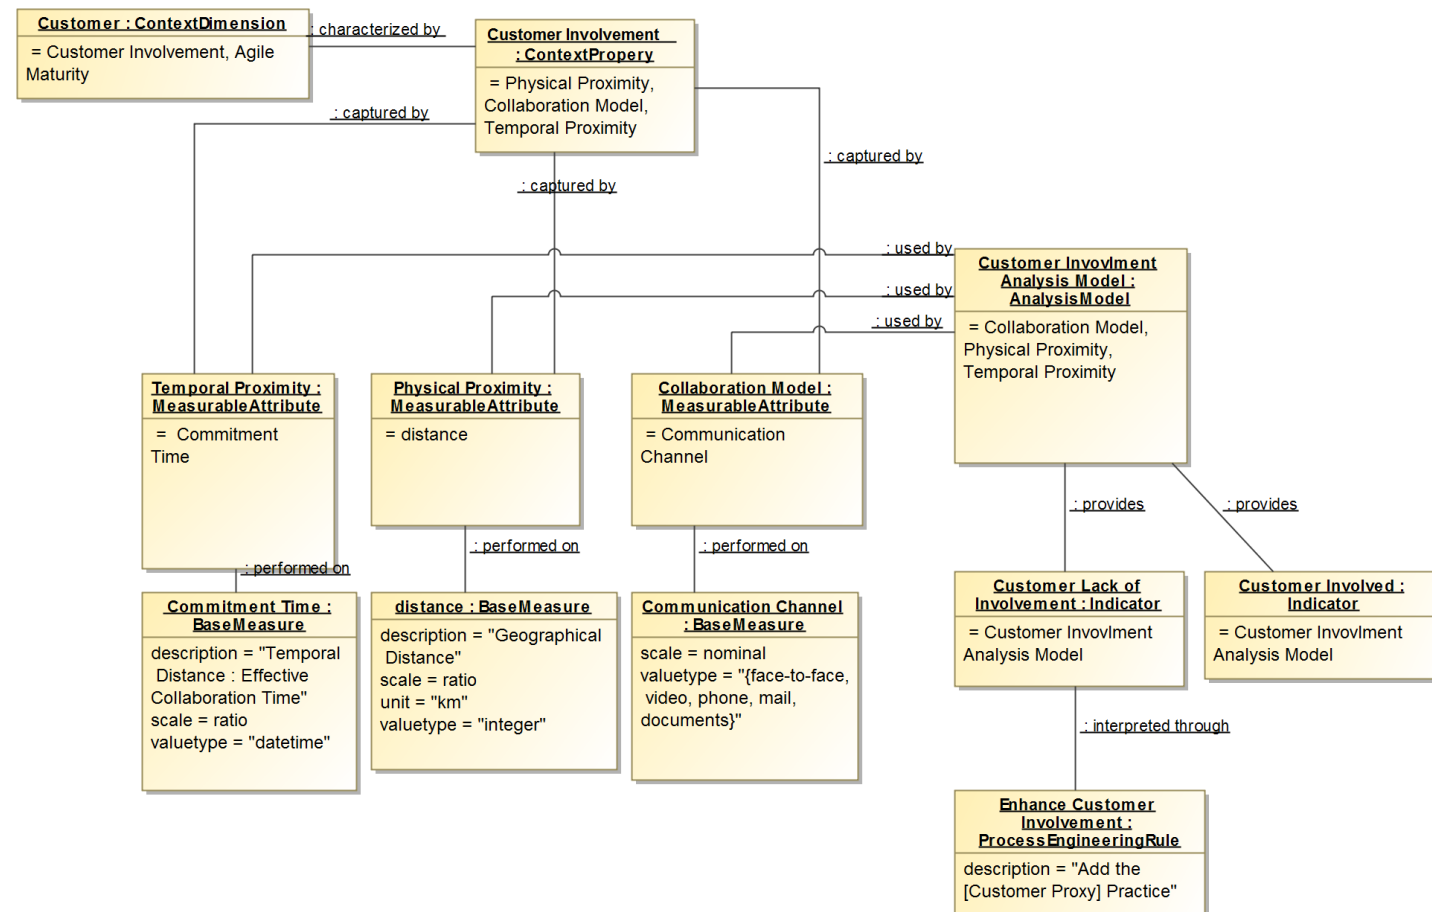 Customer : ContextDimension
= Customer Involvement, Agile
Maturity
: characterized by
Customer Involvement
: ContextPropery
= Physical Proximity,
Collaboration Model,
Temporal Proximity
: captured by
: captured by
: captured by
: used by
: used by
: used by
Customer Invovlment
Analysis Model :
AnalysisModel
= Collaboration Model,
Physical Proximity,
Temporal Proximity
Temporal Proximity :
MeasurableAttribute
= Commitment
Time
Physical Proximity :
MeasurableAttribute
= distance
Collaboration Model :
MeasurableAttribute
= Communication
Channel
: provides
: provides
: performed on
: performed on
: performed on
Commitment Time :
BaseMeasure
description = "Temporal
Distance : Effective
Collaboration Time"
scale = ratio
valuetype = "datetime"
distance : BaseMeasure
description = "Geographical
Distance"
scale = ratio
unit = "km"
valuetype = "integer"
Communication Channel
: BaseMeasure
scale = nominal
valuetype = "{face-to-face,
video, phone, mail,
documents}"
Customer Lack of
Involvement : Indicator
= Customer Invovlment
Analysis Model
Customer Involved :
Indicator
= Customer Invovlment
Analysis Model
: interpreted through
Enhance Customer
Involvement :
ProcessEngineeringRule
description = "Add the
[Customer Proxy] Practice"